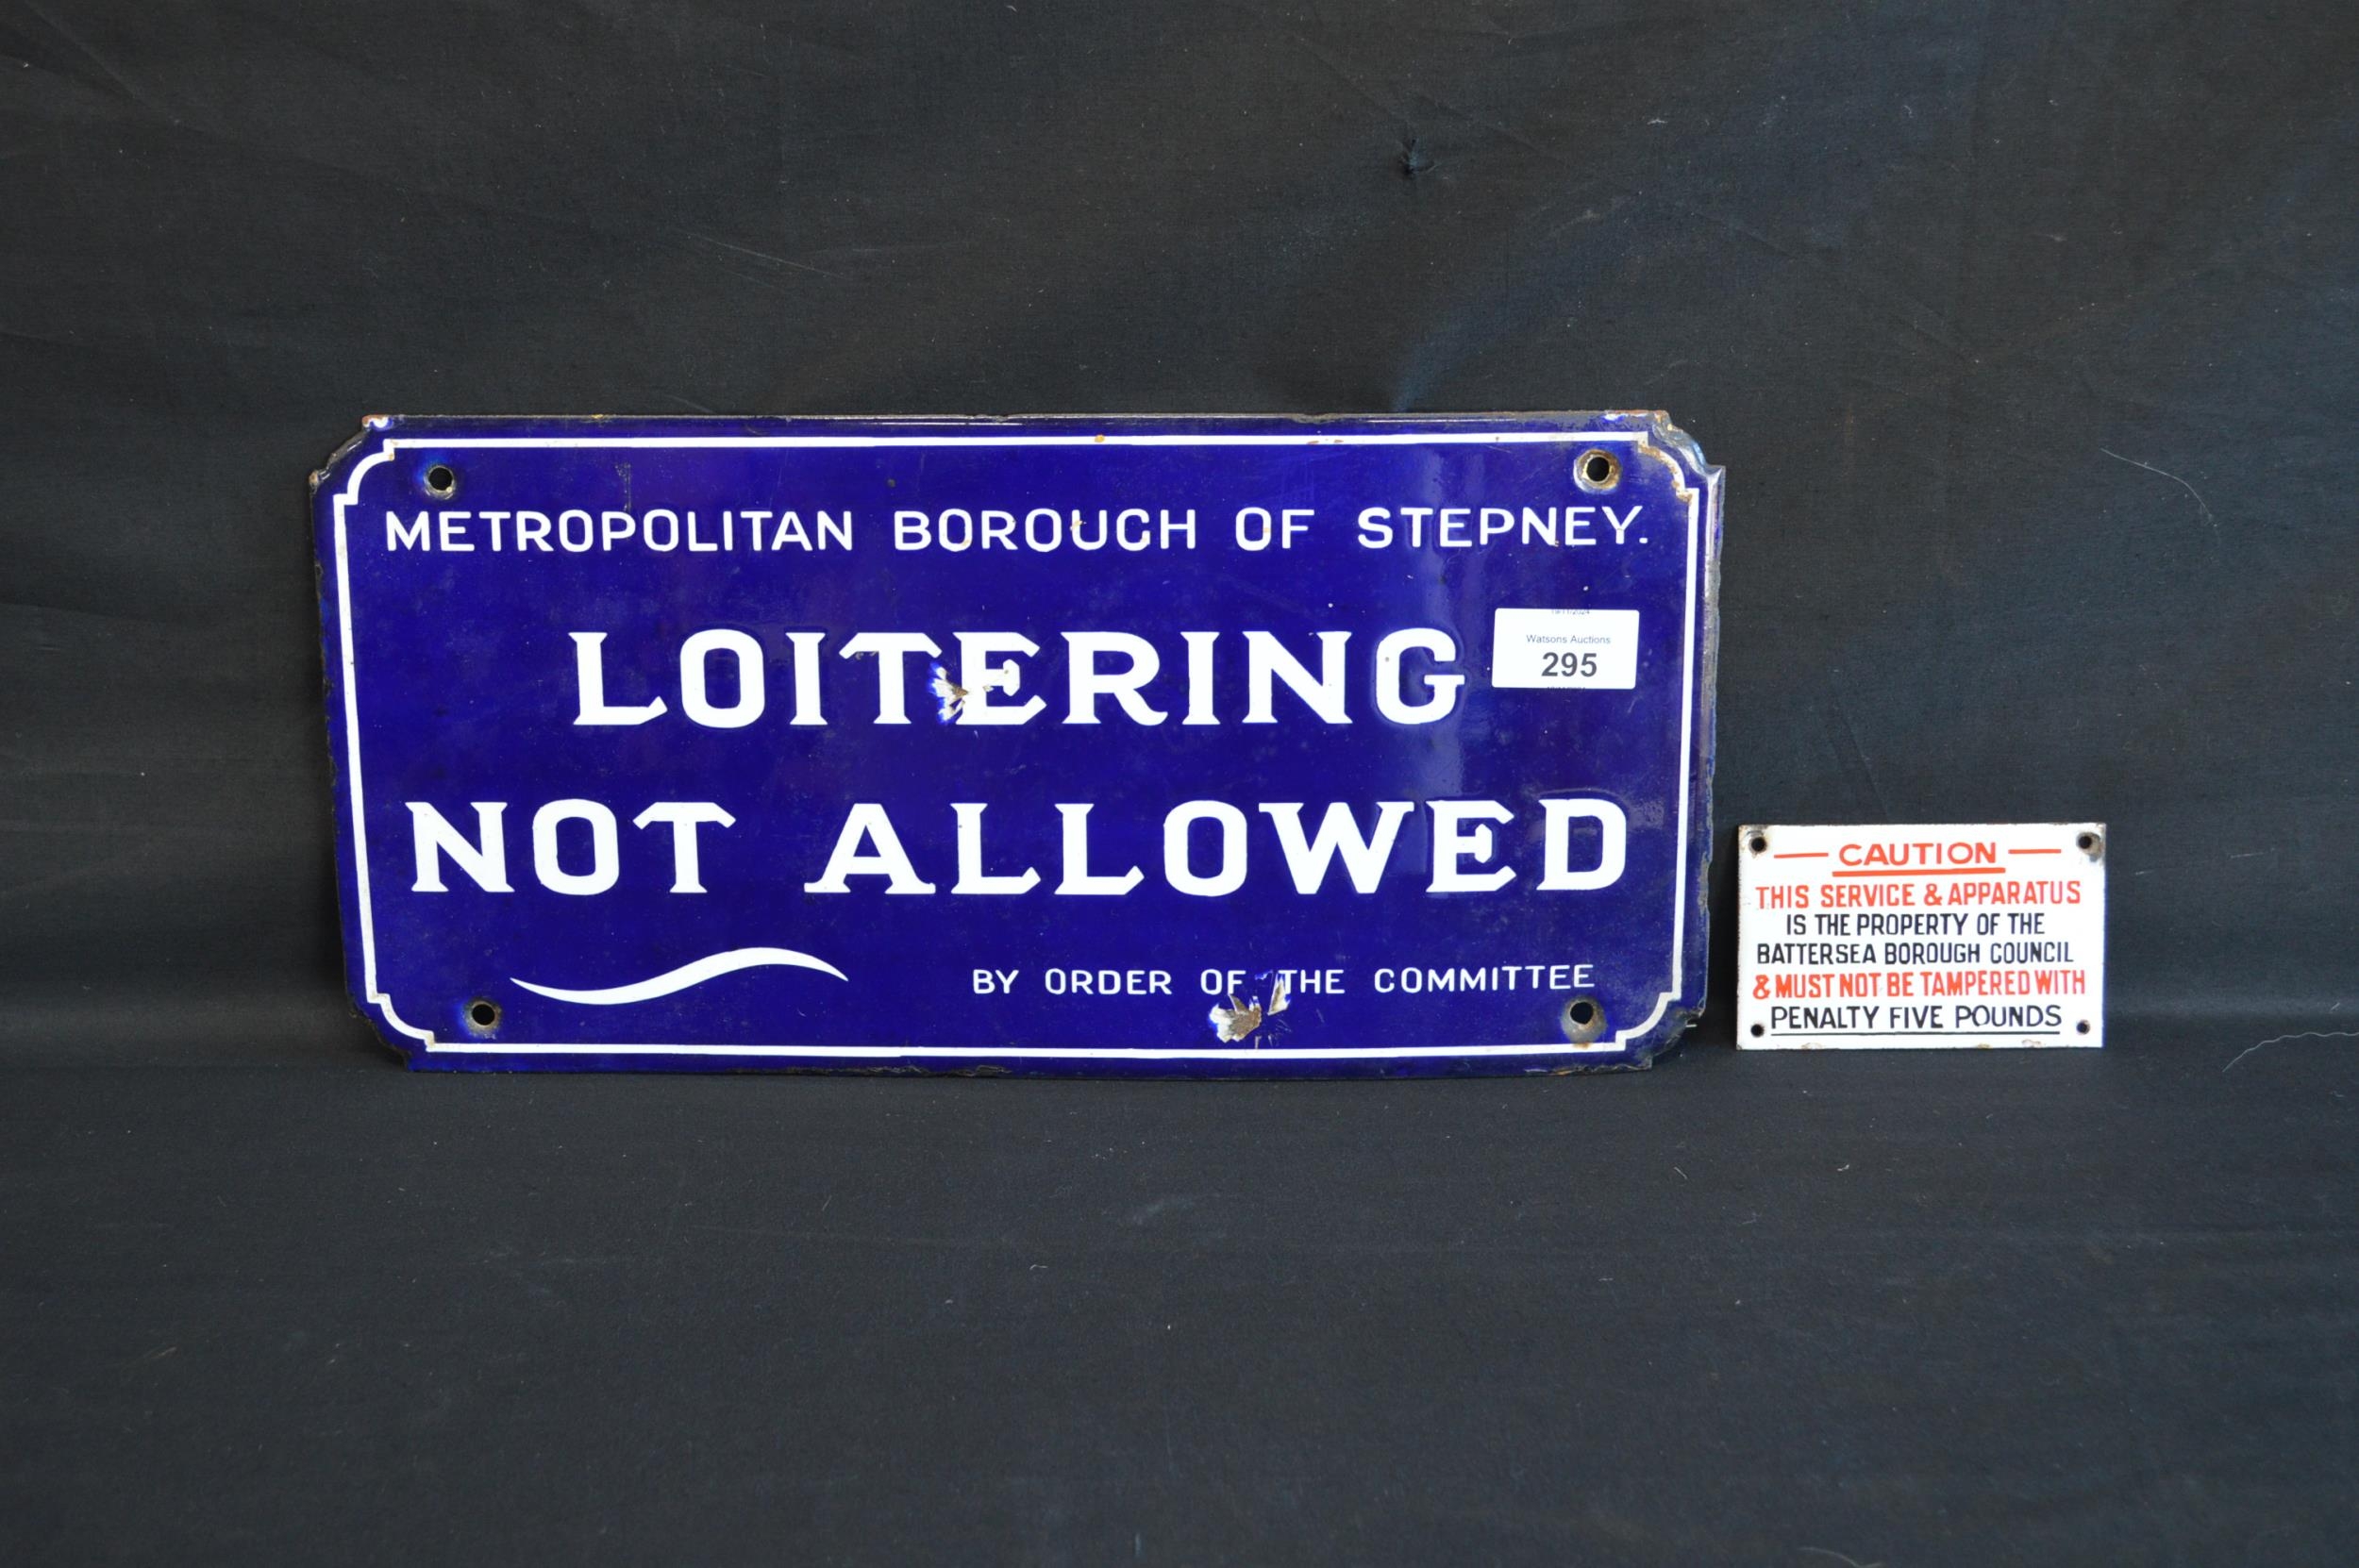 METROPOLITAN BOROUGH OF STEPNEY.
LOITERING
NOT ALLOWED
BY ORDER OF THE COMMITTEE
Watsons Auctions
295
CAUTION
THIS SERVICE & APPARATUS
IS THE PROPERTY OF THE
BATTERSEA BOROUGH COUNCIL
& MUST NOT BE TAMPERED WITH
PENALTY FIVE POUNDS